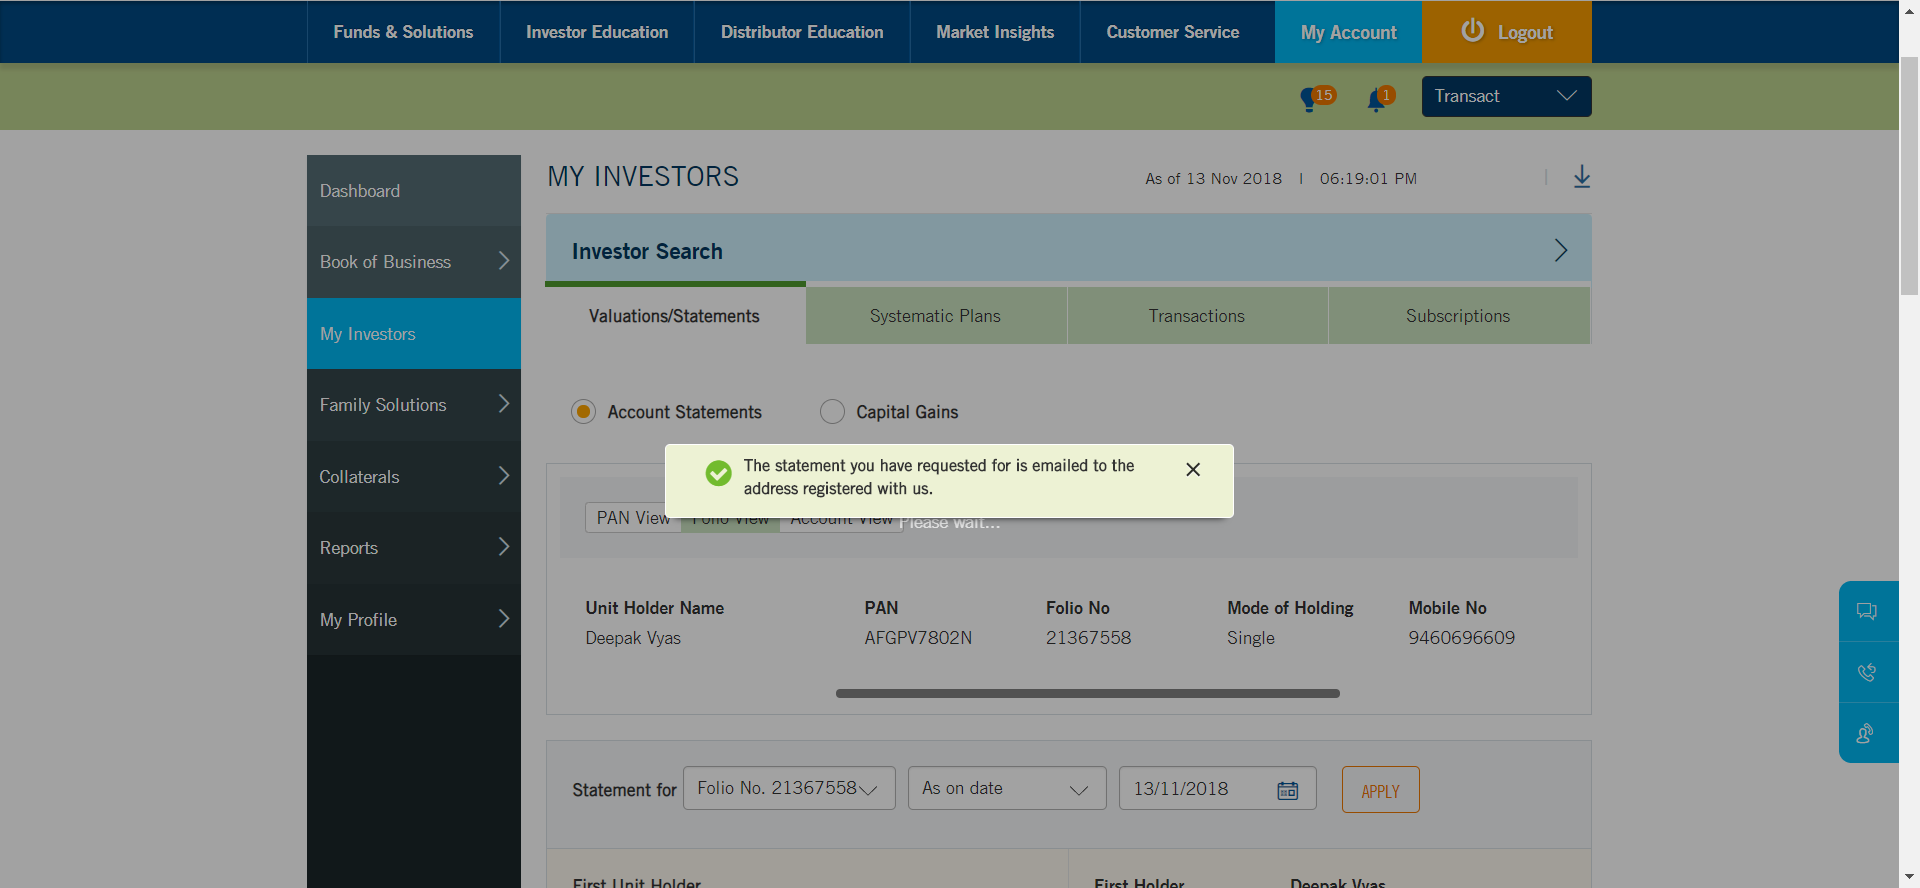 Funds & Solutions
Investor Education
Distributor Education
Market Insights
Customer Service
My Account
Logout
15
1
Transact
Dashboard
Book of Business
My Investors
Family Solutions
Collaterals
Reports
My Profile
MY INVESTORS
As of 13 Nov 2018 | 06:19:01 PM
Investor Search
Valuations/Statements
Systematic Plans
Transactions
Subscriptions
Account Statements
Capital Gains
The statement you have requested for is emailed to the
address registered with us.
PAN View
Folio View
Account View
Please wait...
Unit Holder Name
PAN
Folio No
Mode of Holding
Mobile No
Deepak Vyas
AFGPV7802N
21367558
Single
9460696609
Statement for
Folio No. 21367558
As on date
13/11/2018
APPLY
First Unit Holder
First Holder
Deepak Vyas